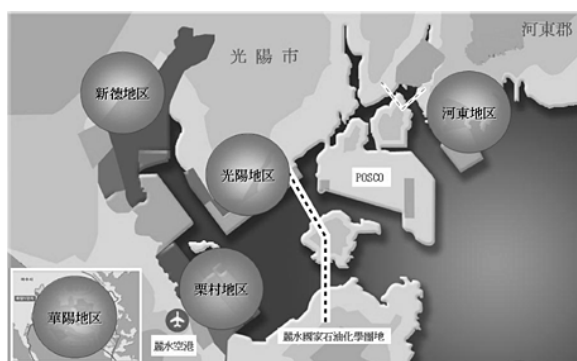 河東郡
光陽市
新德地区
河東地区
光陽地区
POSCO
栗村地区
華陽地区
麗水空港
麗水國家石油化學團地